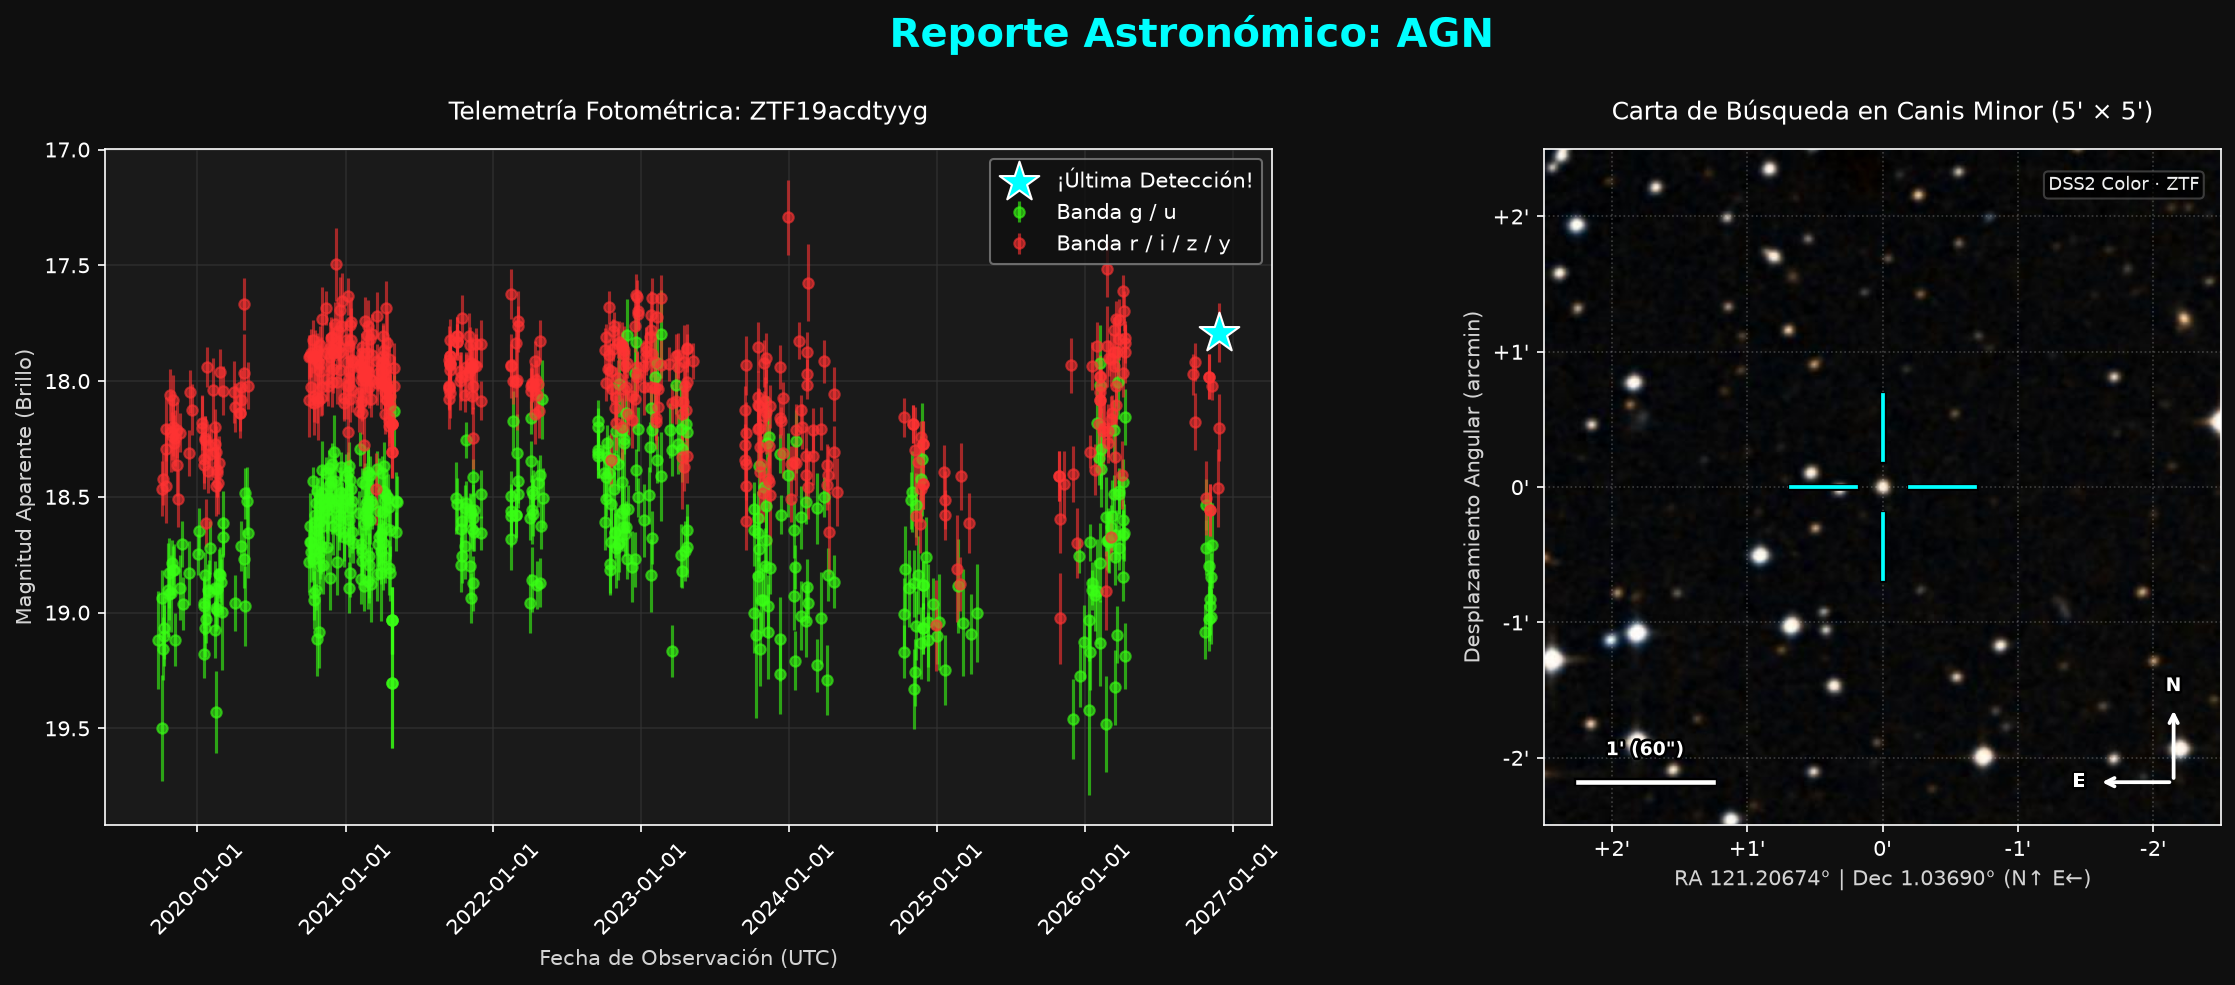 Reporte Astronómico: AGN
Telemetría Fotométrica: ZTF19acdtyyg
¡Última Detección!
Banda g / u
Banda r / i / z / y
Magnitud Aparente (Brillo)
17.0
17.5
18.0
18.5
19.0
19.5
2020-01-01
2021-01-01
2022-01-01
2023-01-01
2024-01-01
2025-01-01
2026-01-01
2027-01-01
Fecha de Observación (UTC)
Carta de Búsqueda en Canis Minor (5' × 5')
DSS2 Color · ZTF
Desplazamiento Angular (arcmin)
+2'
+1'
0'
-1'
-2'
N
1' (60")
E
+2'
+1'
0'
-1'
-2'
RA 121.20674° | Dec 1.03690° (N↑ E←)